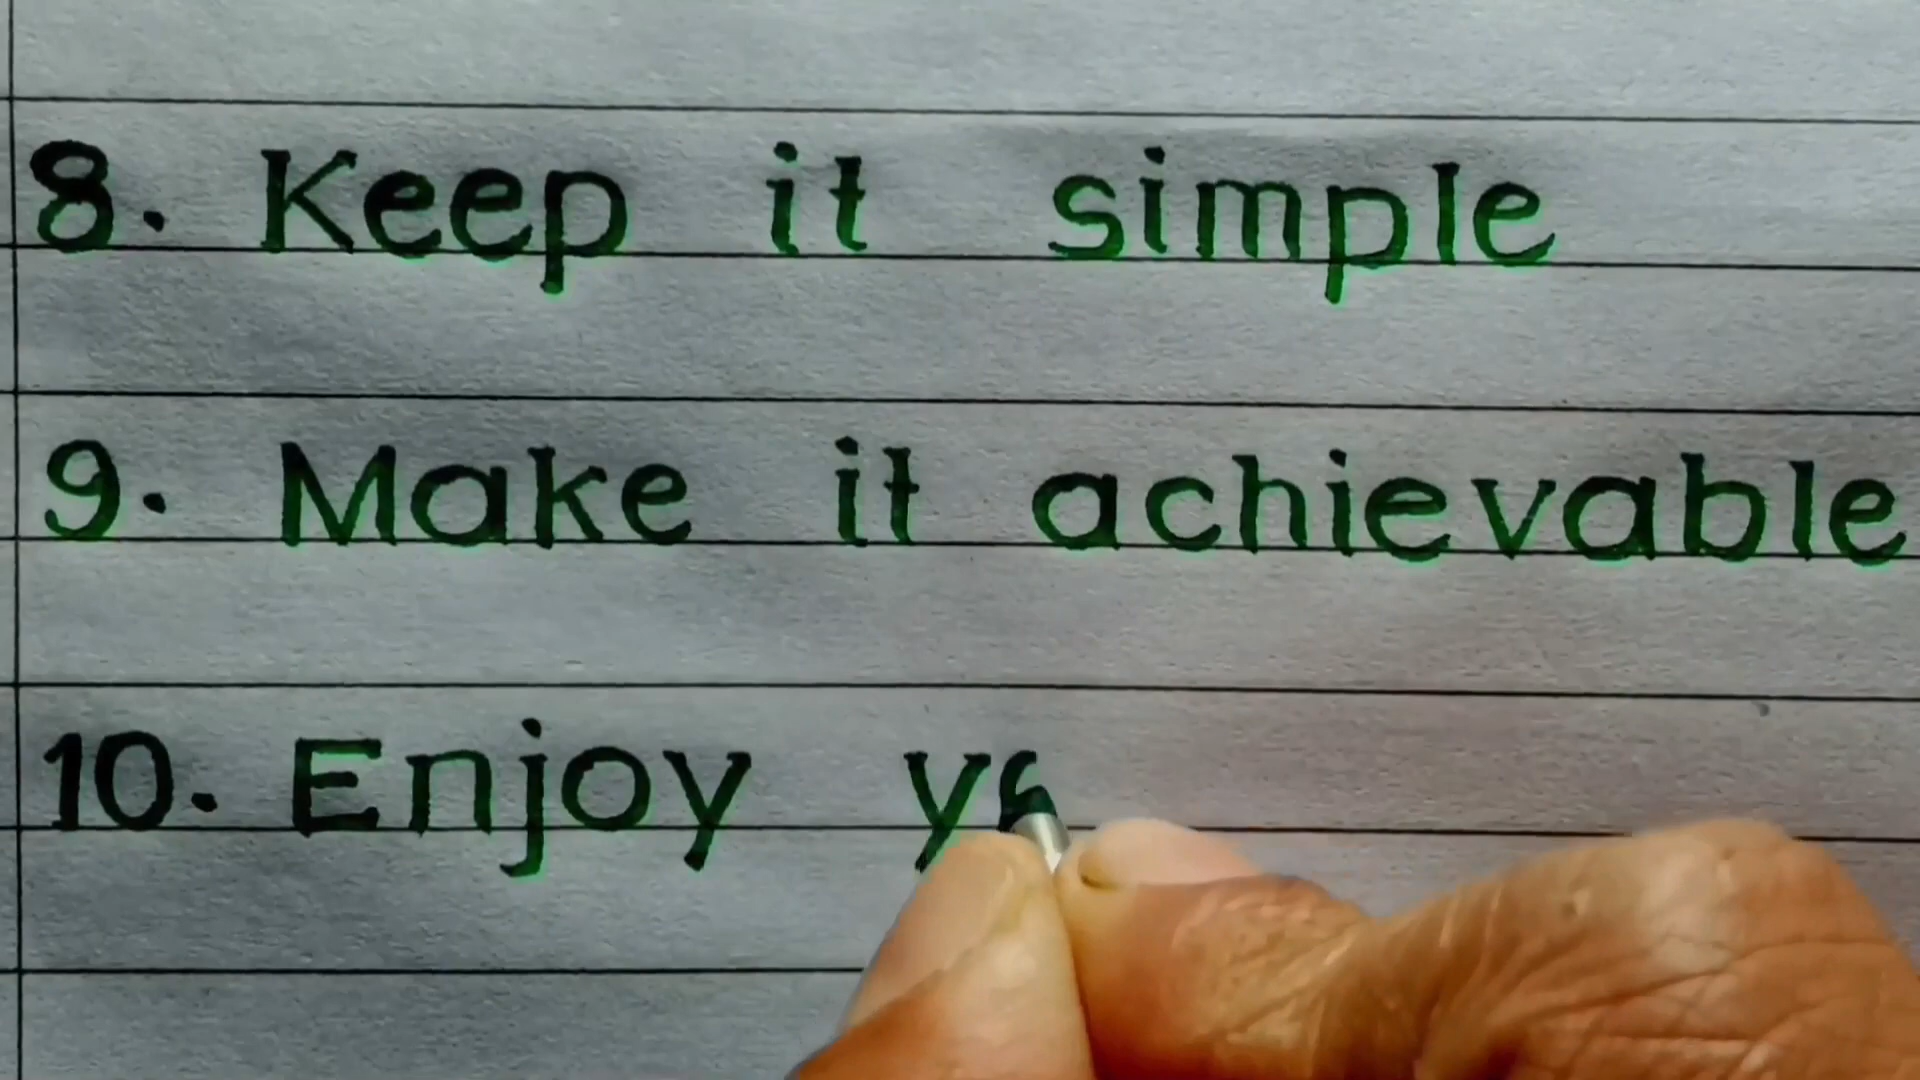 8. Keep it simple
9. Make it achievable
10. Enjoy